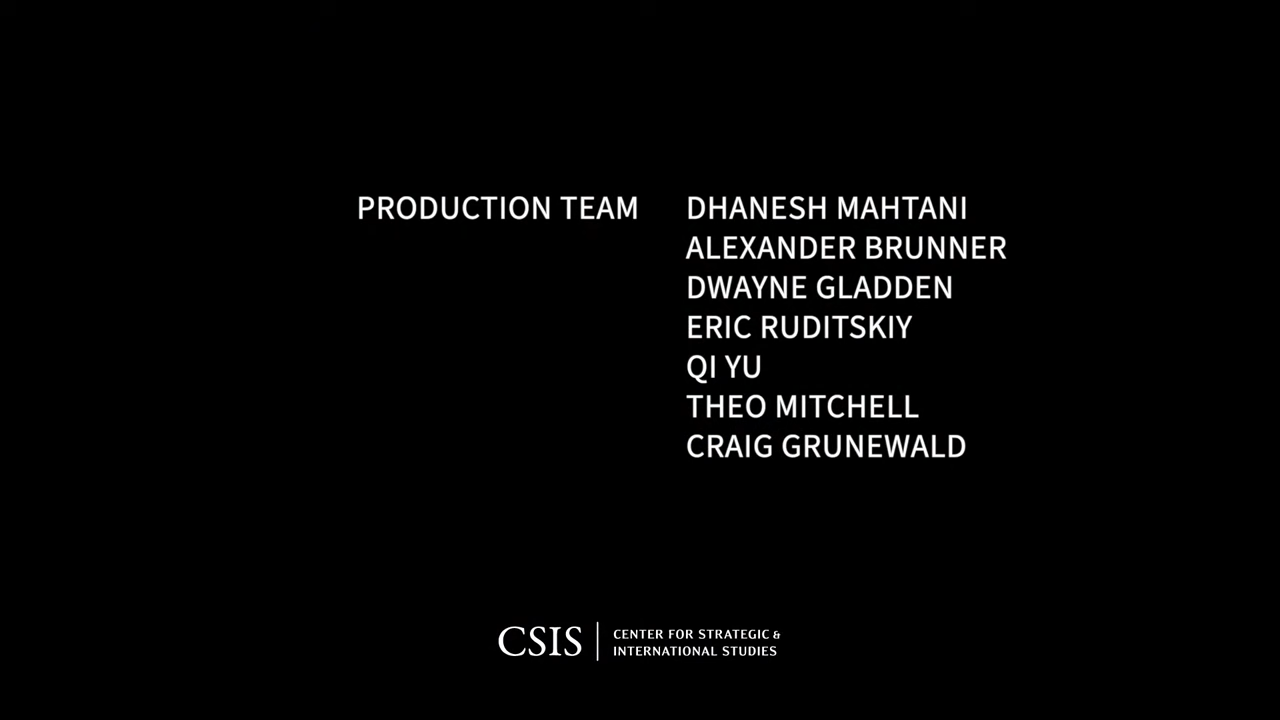 PRODUCTION TEAM DHANESH MAHTANI
ALEXANDER BRUNNER
DWAYNE GLADDEN
ERIC RUDITSKIY
QI YU
THEO MITCHELL
CRAIG GRUNEWALD
CSIS CENTER FOR STRATEGIC &
INTERNATIONAL STUDIES